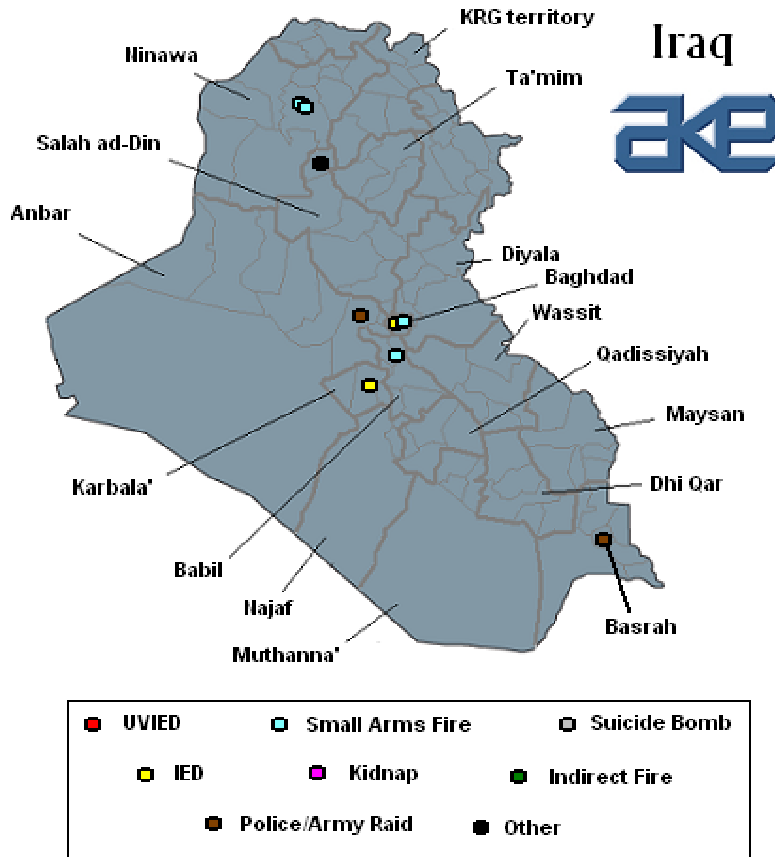 KRG territory
Iraq
Ninawa
Ta'mim
ake
Salah ad-Din
Anbar
Diyala
Baghdad
Wassit
Qadissiyah
Maysan
Karbala'
Dhi Qar
Babil
Najaf
Basrah
Muthanna'
UVIED
Small Arms Fire
Suicide Bomb
IED
Kidnap
Indirect Fire
Police/Army Raid
Other